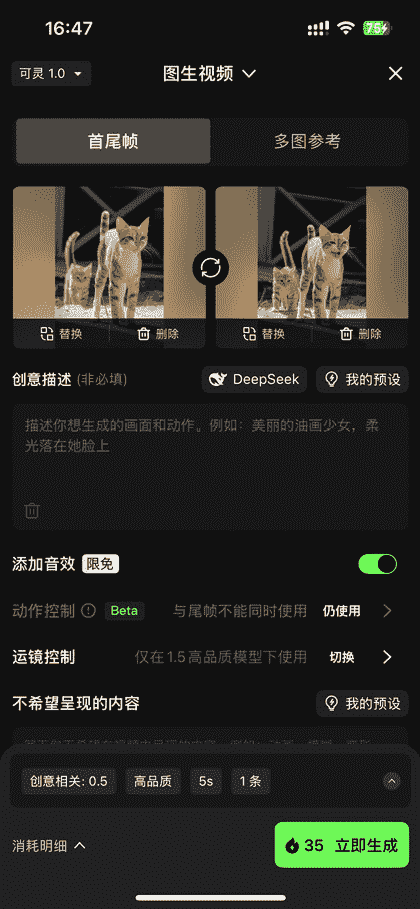 16:47
75
可灵 1.0
图生视频
首尾帧
多图参考
替换
删除
替换
删除
创意描述 (非必填)
DeepSeek
我的预设
描述你想生成的画面和动作。例如：美丽的油画少女，柔
光落在她脸上
添加音效
限免
动作控制
Beta
与尾帧不能同时使用
仍使用
运镜控制
仅在 1.5 高品质模型下使用
切换
不希望呈现的内容
我的预设
创意相关: 0.5
高品质
5s
1 条
消耗明细
35
立即生成